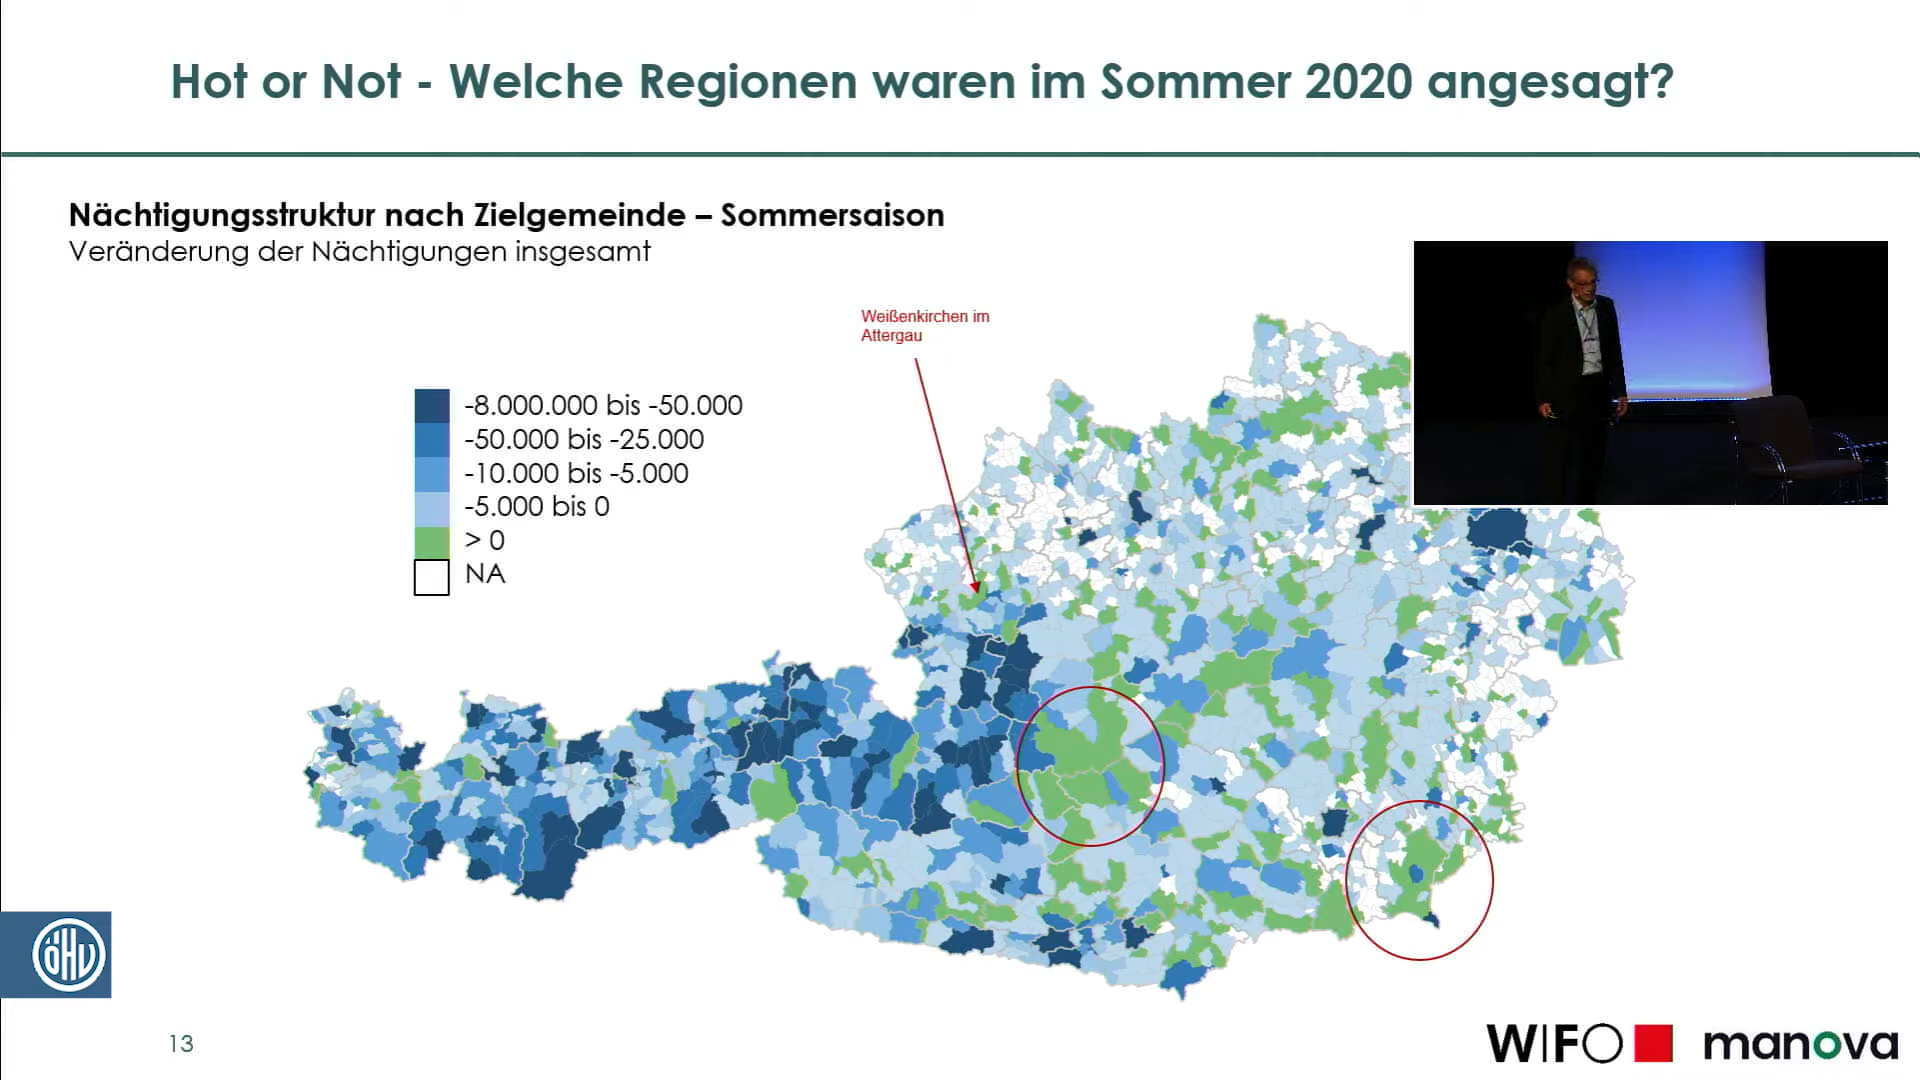 Hot or Not - Welche Regionen waren im Sommer 2020 angesagt?
Nächtigungsstruktur nach Zielgemeinde – Sommersaison
Veränderung der Nächtigungen insgesamt
Weißenkirchen im
Attergau
-8.000.000 bis -50.000
-50.000 bis -25.000
-10.000 bis -5.000
-5.000 bis 0
> 0
NA
ÖHV
13
WIFO
manova